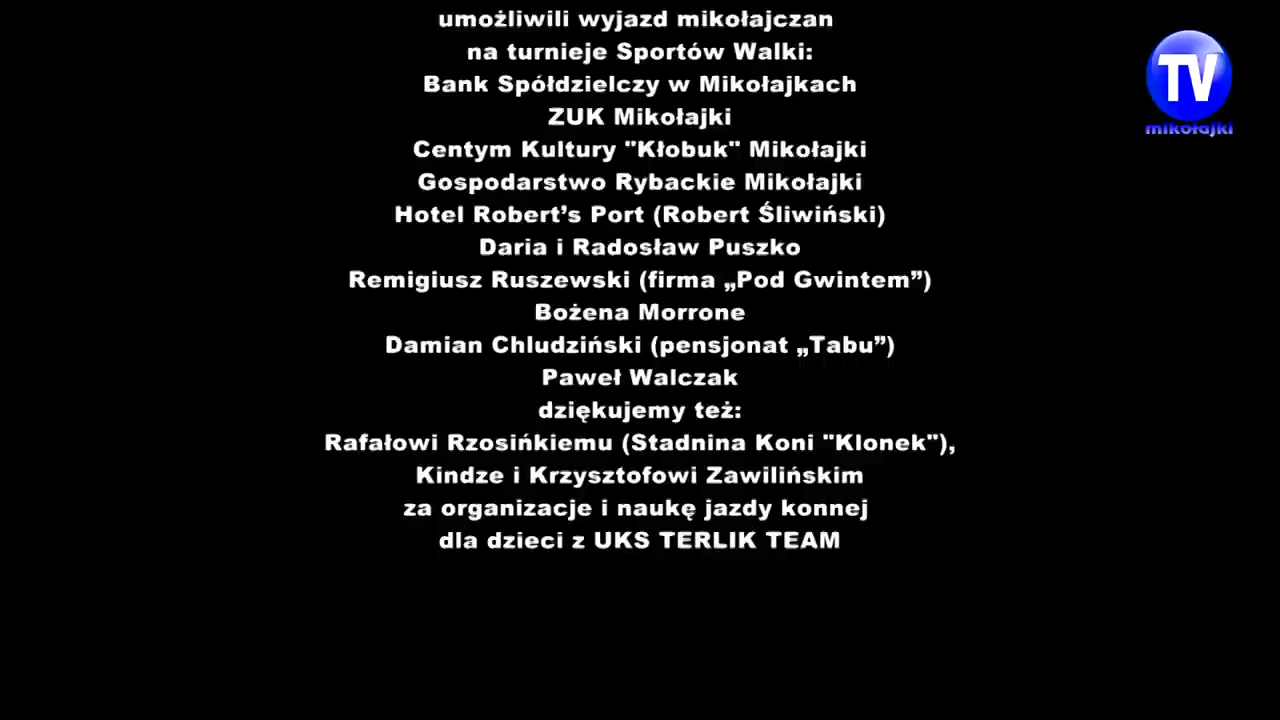 umożliwili wyjazd mikołajczan
na turnieje Sportów Walki:
Bank Spółdzielczy w Mikołajkach
ZUK Mikołajki
Centym Kultury "Kłobuk" Mikołajki
Gospodarstwo Rybackie Mikołajki
Hotel Robert’s Port (Robert Śliwiński)
Daria i Radosław Puszko
Remigiusz Ruszewski (firma „Pod Gwintem”)
Bożena Morrone
Damian Chludziński (pensjonat „Tabu”)
Paweł Walczak
dziękujemy też:
Rafałowi Rzosińkiemu (Stadnina Koni "Klonek"),
Kindze i Krzysztofowi Zawilińskim
za organizacje i naukę jazdy konnej
dla dzieci z UKS TERLIK TEAM
TV
mikołajki